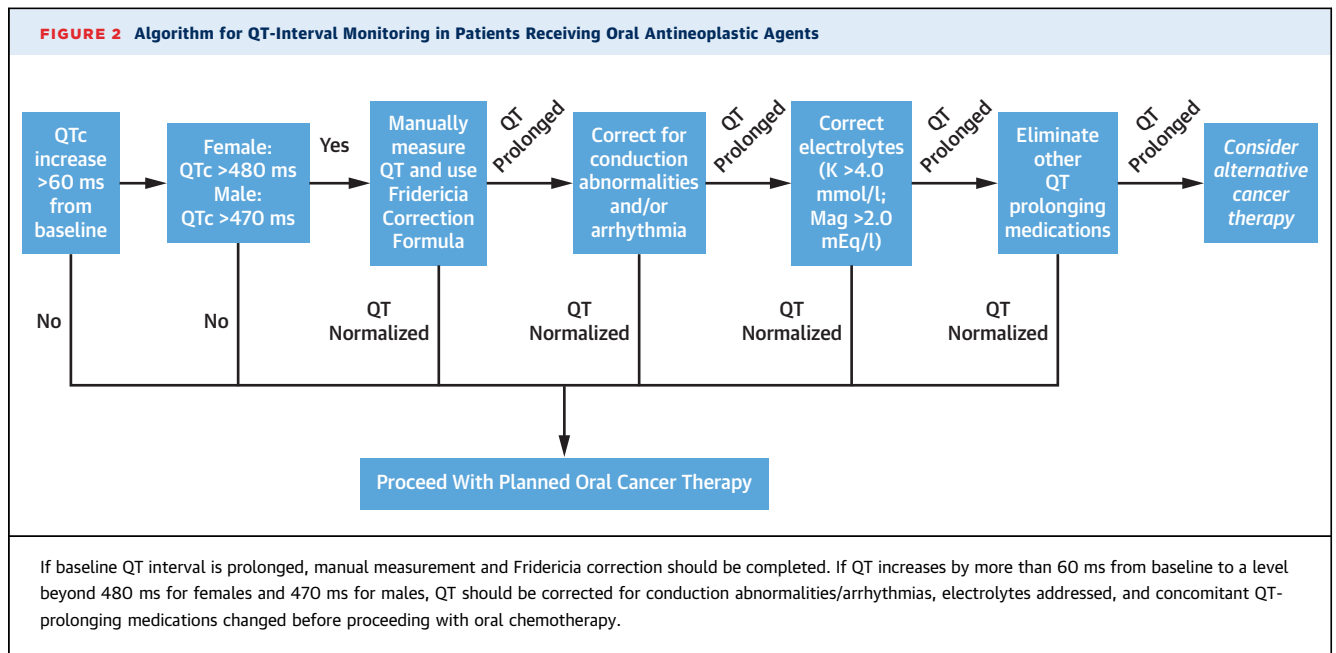 FIGURE 2 Algorithm for QT-Interval Monitoring in Patients Receiving Oral Antineoplastic Agents
QTc
increase
>60 ms
from
baseline
Female:
QTc >480 ms
Male:
QTc >470 ms
Yes
Manually
measure
QT and use
Fridericia
Correction
Formula
QT
Prolonged
Correct for
conduction
abnormalities
and/or
arrhythmia
QT
Prolonged
Correct
electrolytes
(K >4.0
mmol/l;
Mag >2.0
mEq/l)
QT
Prolonged
Eliminate
other
QT
prolonging
medications
QT
Prolonged
Consider
alternative
cancer
therapy
No
No
QT
Normalized
QT
Normalized
QT
Normalized
QT
Normalized
Proceed With Planned Oral Cancer Therapy
If baseline QT interval is prolonged, manual measurement and Fridericia correction should be completed. If QT increases by more than 60 ms from baseline to a level
beyond 480 ms for females and 470 ms for males, QT should be corrected for conduction abnormalities/arrhythmias, electrolytes addressed, and concomitant QT-
prolonging medications changed before proceeding with oral chemotherapy.